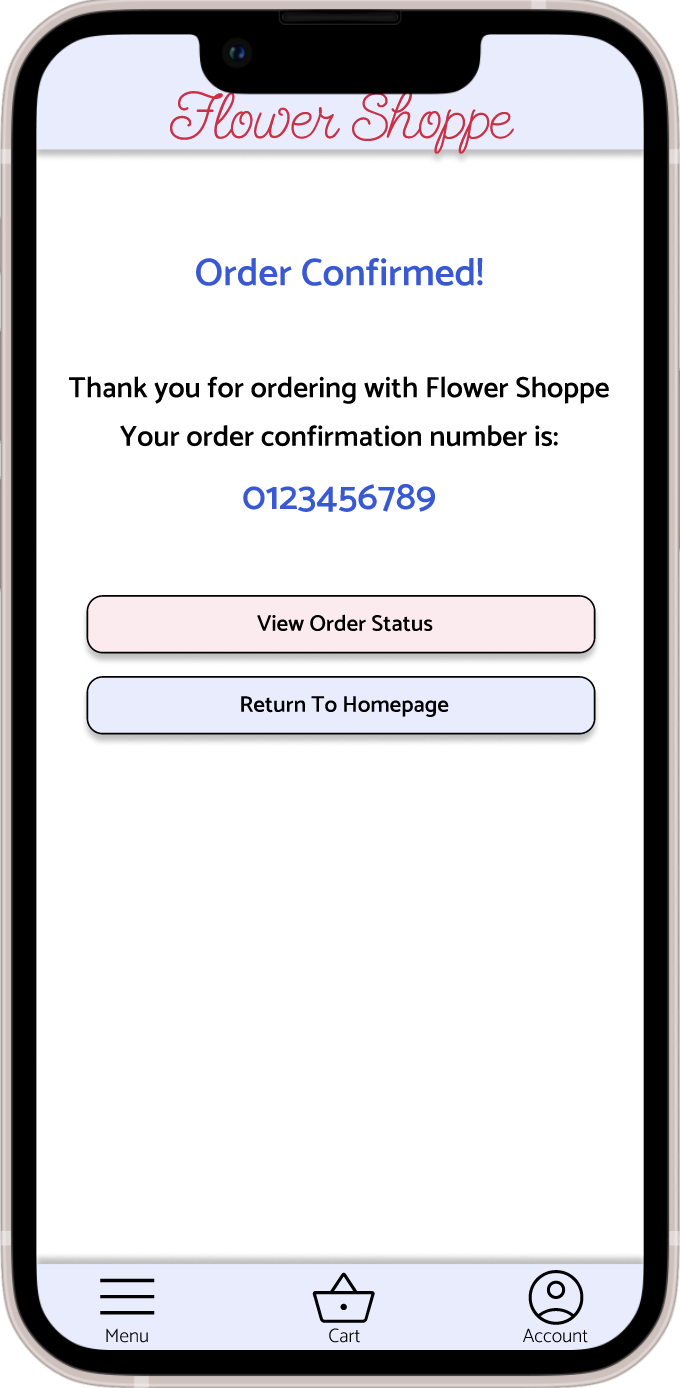 Flower Shoppe
Order Confirmed!
Thank you for ordering with Flower Shoppe
Your order confirmation number is:
0123456789
View Order Status
Return To Homepage
Menu
Cart
Account